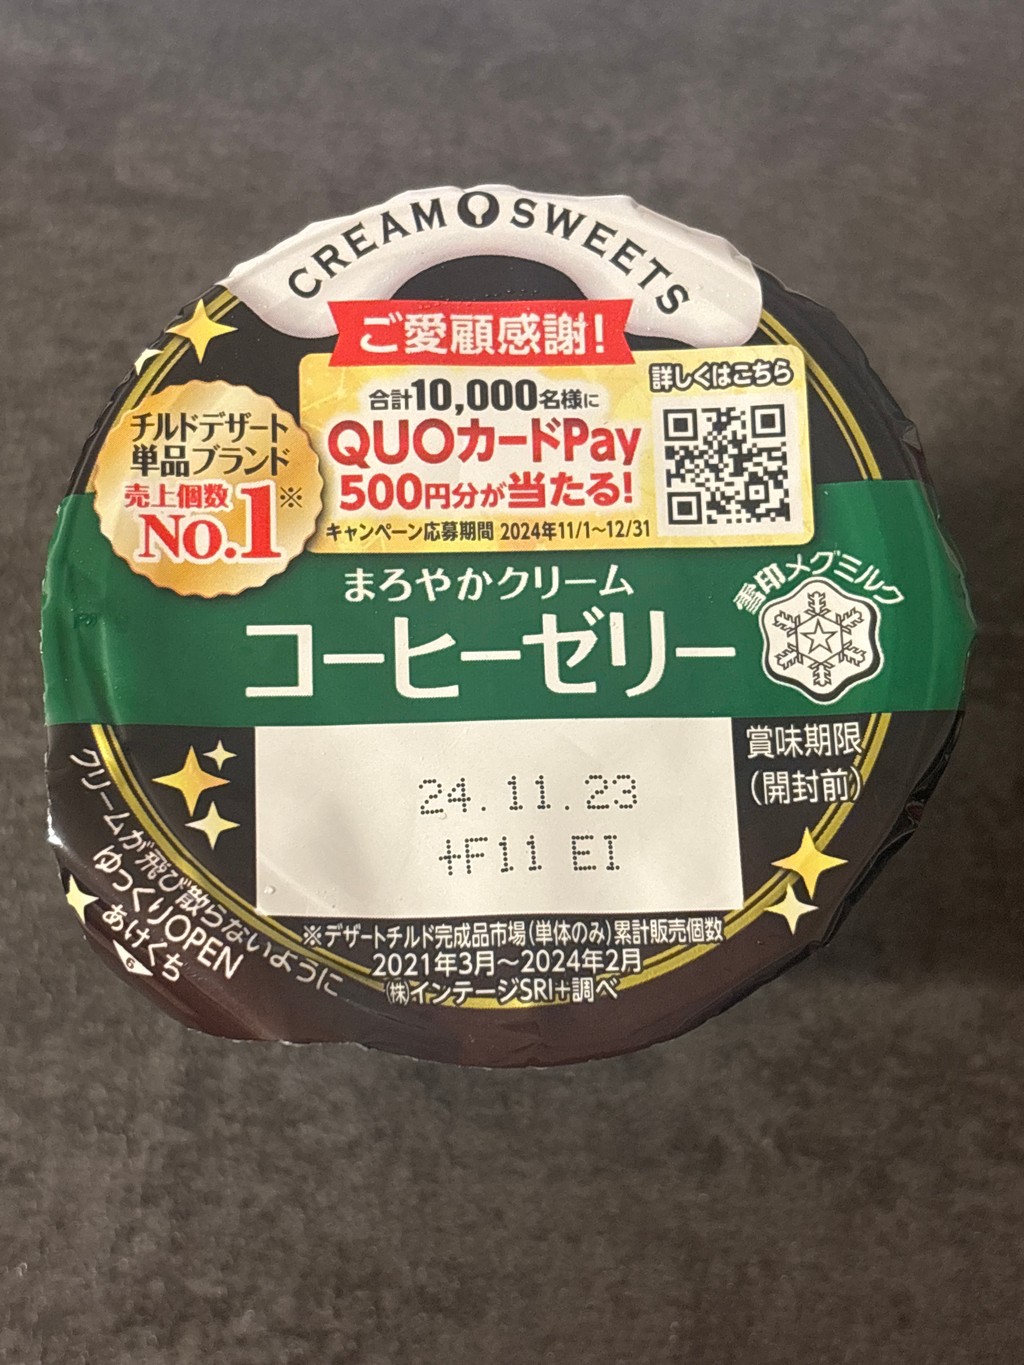 CREAM SWEETS
ご愛顧感謝!
合計10,000名様に
QUOカードPay
500円分が当たる!
キャンペーン応募期間 2024年11/1〜12/31
詳しくはこちら
チルドデザート
単品ブランド
売上個数
No.1※
まろやかクリーム
コーヒーゼリー
雪印メグミルク
賞味期限
(開封前)
24.11.23
+F11 EI
※デザートチルド完成品市場(単体のみ)累計販売個数
2021年3月〜2024年2月
㈱インテージSRI+調べ
クリームが飛び散らないように
ゆっくりOPEN
あけくち
6